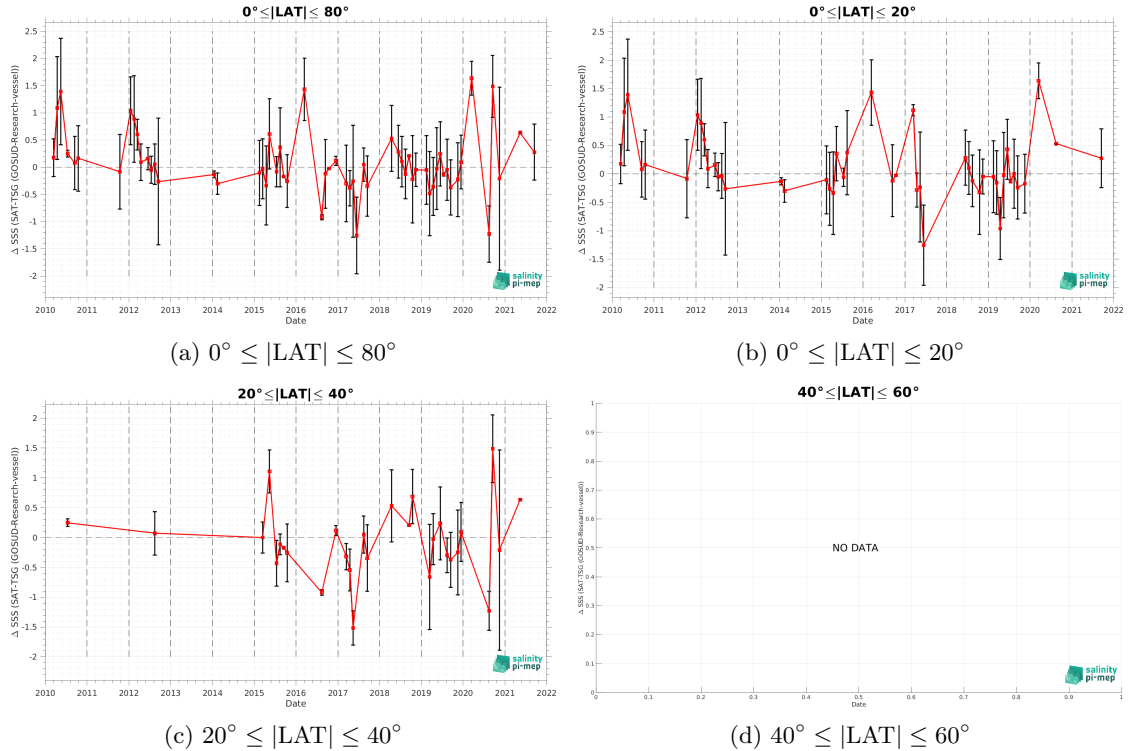 0°≤|LAT|≤ 80°
Δ SSS (SAT-TSG (GOSUD-Research-vessel))
2.5
2
1.5
1
0.5
0
-0.5
-1
-1.5
-2
2010 2011 2012 2013 2014 2015 2016 2017 2018 2019 2020 2021 2022
Date
salinity
pi-mep
(a) 0° ≤ |LAT| ≤ 80°
0°≤|LAT|≤ 20°
Δ SSS (SAT-TSG (GOSUD-Research-vessel))
2.5
2
1.5
1
0.5
0
-0.5
-1
-1.5
-2
2010 2011 2012 2013 2014 2015 2016 2017 2018 2019 2020 2021 2022
Date
salinity
pi-mep
(b) 0° ≤ |LAT| ≤ 20°
20°≤|LAT|≤ 40°
Δ SSS (SAT-TSG (GOSUD-Research-vessel))
2
1.5
1
0.5
0
-0.5
-1
-1.5
-2
2010 2011 2012 2013 2014 2015 2016 2017 2018 2019 2020 2021 2022
Date
salinity
pi-mep
(c) 20° ≤ |LAT| ≤ 40°
40°≤|LAT|≤ 60°
Δ SSS (SAT-TSG (GOSUD-Research-vessel))
1
0.9
0.8
0.7
0.6
0.5
0.4
0.3
0.2
0.1
0
NO DATA
0 0.1 0.2 0.3 0.4 0.5 0.6 0.7 0.8 0.9 1
Date
salinity
pi-mep
(d) 40° ≤ |LAT| ≤ 60°